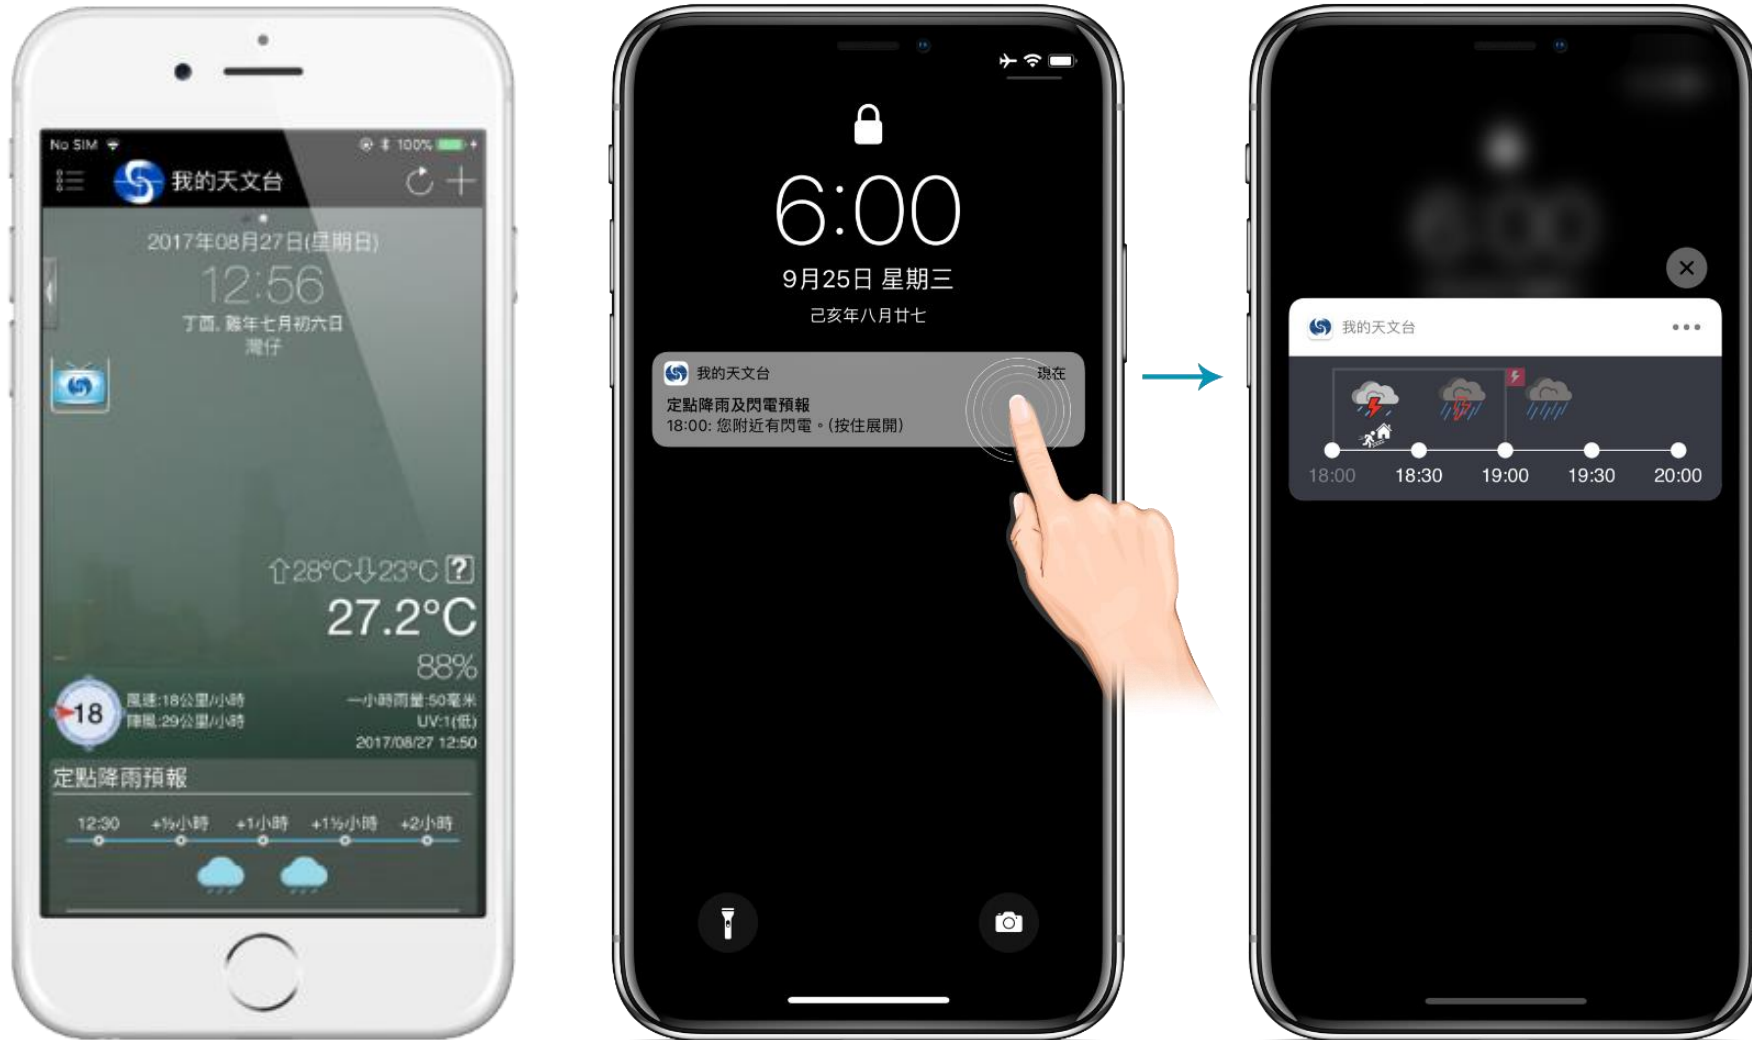 No SIM
100%
我的天文台
2017年08月27日(星期日)
12:56
丁酉, 雞年七月初六日
灣仔
28°C 23°C ?
27.2°C
88%
18
風速:18公里/小時
陣風:29公里/小時
一小時雨量:50毫米
UV:1(低)
2017/08/27 12:50
定點降雨預報
12:30 +½小時 +1小時 +1½小時 +2小時
6:00
9月25日 星期三
己亥年八月廿七
我的天文台 現在
定點降雨及閃電預報
18:00: 您附近有閃電。(按住展開)
6:00
我的天文台
18:00 18:30 19:00 19:30 20:00